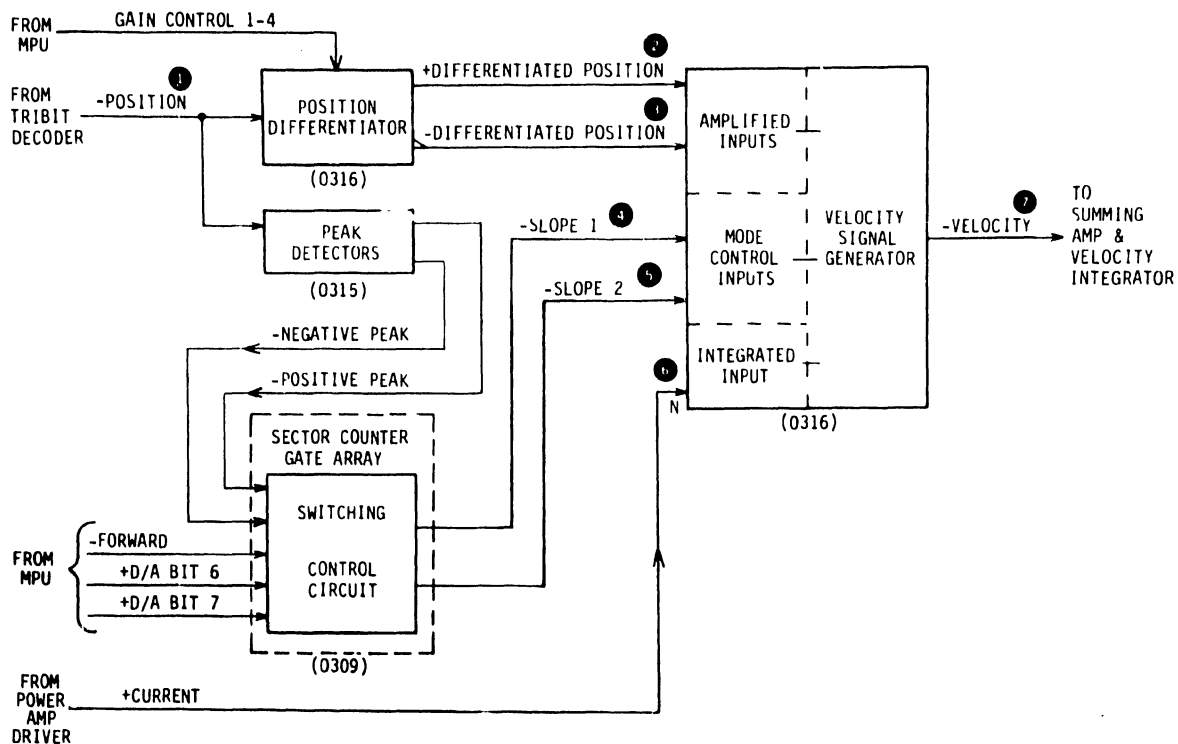 FROM
MPU
GAIN CONTROL 1-4
FROM
TRIBIT
DECODER
-POSITION
1
POSITION
DIFFERENTIATOR
(0316)
+DIFFERENTIATED POSITION
2
-DIFFERENTIATED POSITION
3
PEAK
DETECTORS
(0315)
-NEGATIVE PEAK
-POSITIVE PEAK
-SLOPE 1
4
-SLOPE 2
5
6
N
AMPLIFIED
INPUTS
MODE
CONTROL
INPUTS
INTEGRATED
INPUT
VELOCITY
SIGNAL
GENERATOR
(0316)
-VELOCITY
7
TO
SUMMING
AMP &
VELOCITY
INTEGRATOR
SECTOR COUNTER
GATE ARRAY
SWITCHING
CONTROL
CIRCUIT
(0309)
FROM
MPU
-FORWARD
+D/A BIT 6
+D/A BIT 7
FROM
POWER
AMP
DRIVER
+CURRENT